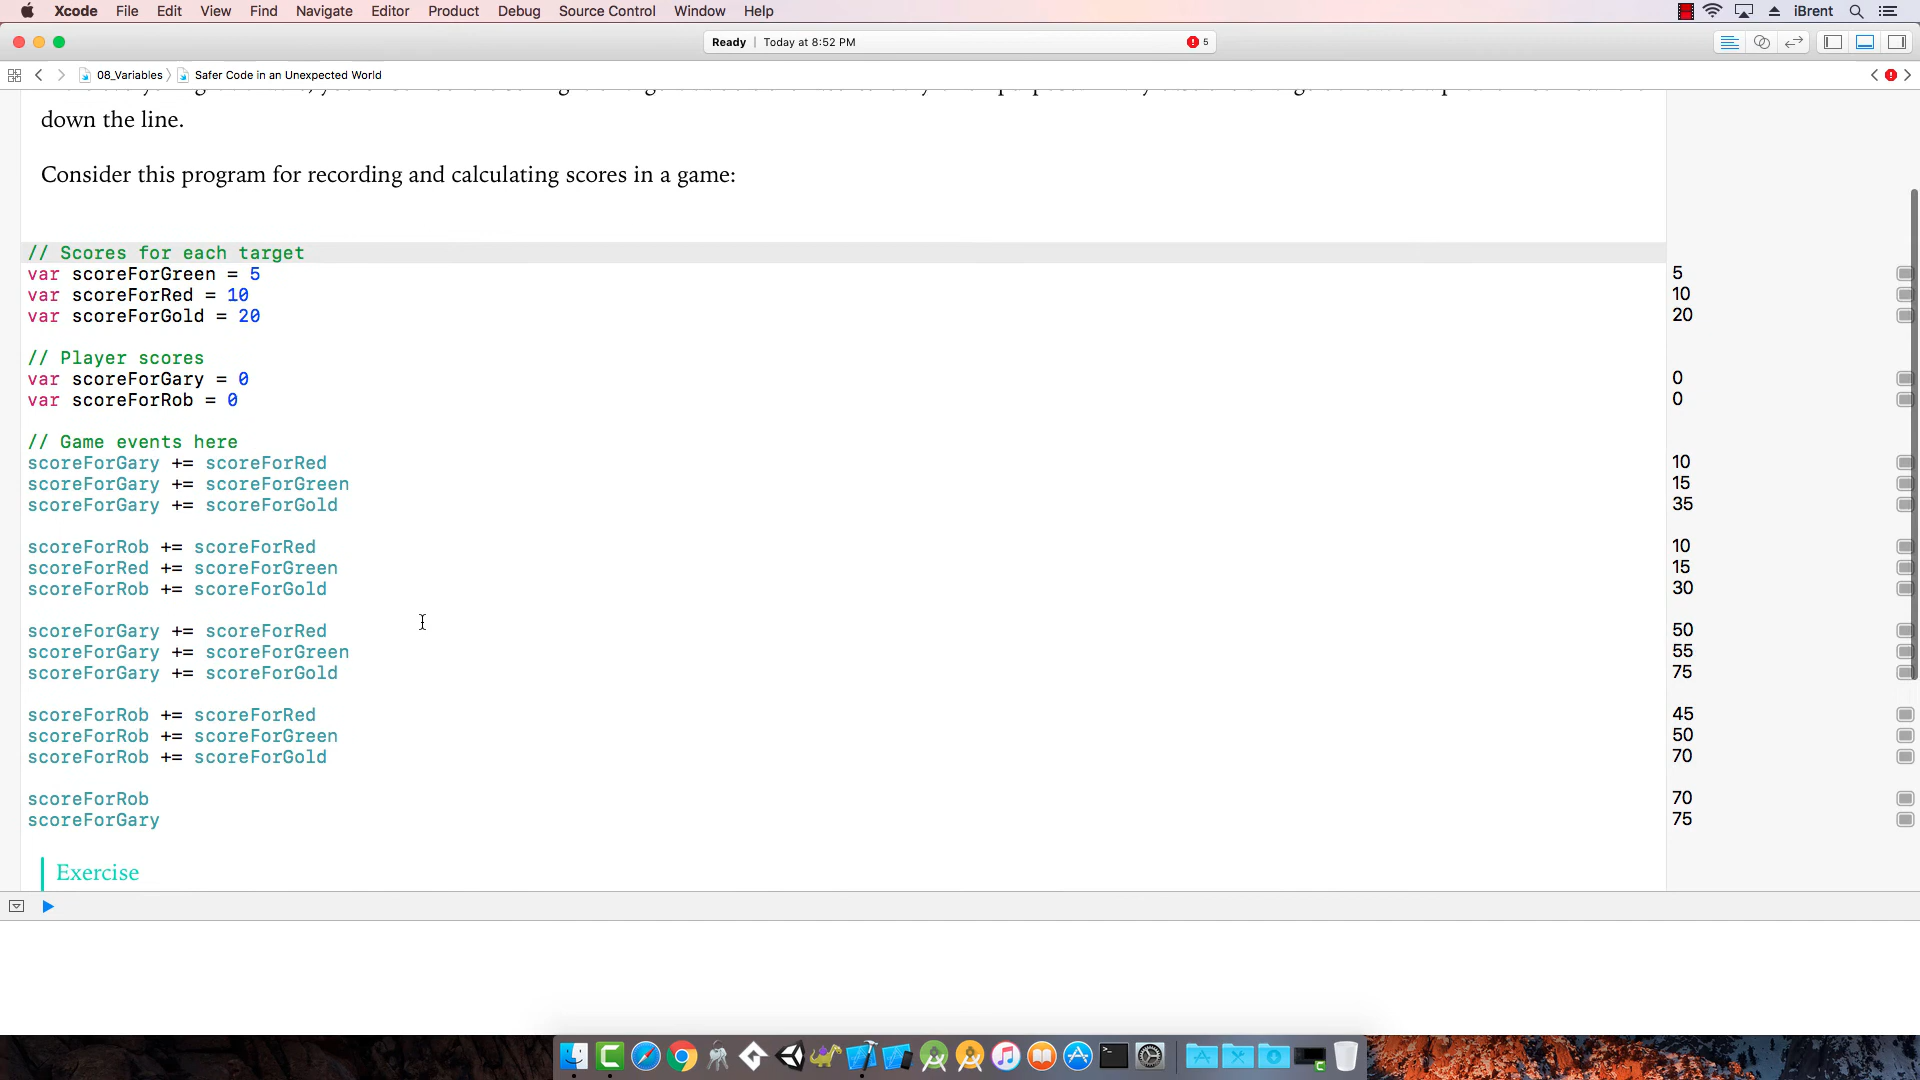 Xcode File Edit View Find Navigate Editor Product Debug Source Control Window Help iBrent
Ready Today at 8:52 PM 5
08_Variables Safer Code in an Unexpected World
down the line.
Consider this program for recording and calculating scores in a game:
// Scores for each target
var scoreForGreen = 5 5
var scoreForRed = 10 10
var scoreForGold = 20 20
// Player scores
var scoreForGary = 0 0
var scoreForRob = 0 0
// Game events here
scoreForGary += scoreForRed 10
scoreForGary += scoreForGreen 15
scoreForGary += scoreForGold 35
scoreForRob += scoreForRed 10
scoreForRed += scoreForGreen 15
scoreForRob += scoreForGold 30
scoreForGary += scoreForRed 50
scoreForGary += scoreForGreen 55
scoreForGary += scoreForGold 75
scoreForRob += scoreForRed 45
scoreForRob += scoreForGreen 50
scoreForRob += scoreForGold 70
scoreForRob 70
scoreForGary 75
Exercise